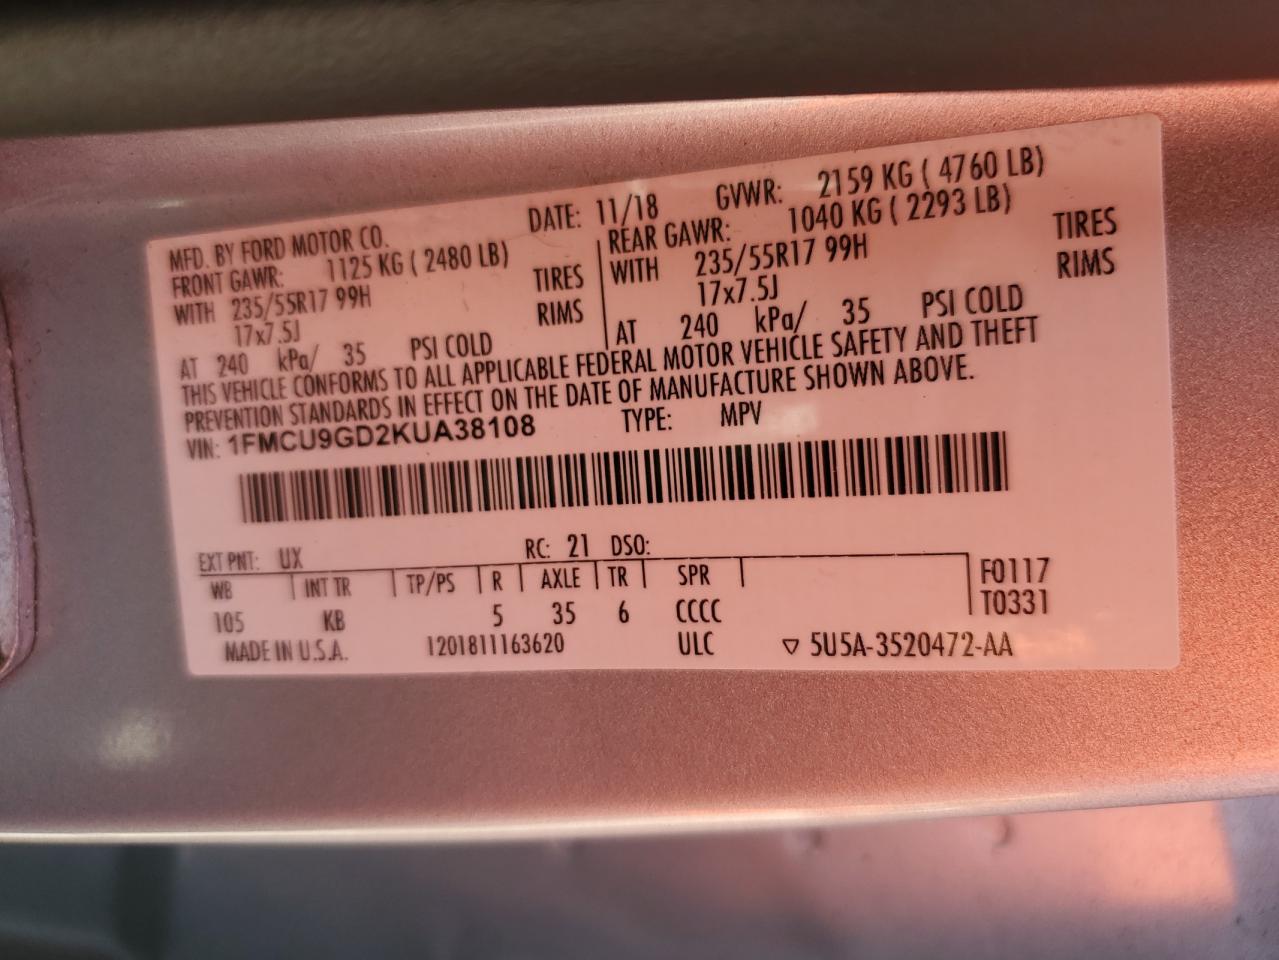 MFD. BY FORD MOTOR CO. DATE: 11/18 GVWR: 2159 KG ( 4760 LB)
FRONT GAWR: 1125 KG ( 2480 LB) REAR GAWR: 1040 KG ( 2293 LB)
WITH 235/55R17 99H TIRES WITH 235/55R17 99H TIRES
17x7.5J RIMS 17x7.5J RIMS
AT 240 kPa/ 35 PSI COLD AT 240 kPa/ 35 PSI COLD
THIS VEHICLE CONFORMS TO ALL APPLICABLE FEDERAL MOTOR VEHICLE SAFETY AND THEFT
PREVENTION STANDARDS IN EFFECT ON THE DATE OF MANUFACTURE SHOWN ABOVE.
VIN: 1FMCU9GD2KUA38108 TYPE: MPV
EXT PNT: UX RC: 21 DSO:
WB INT TR TP/PS R AXLE TR SPR F0117
105 KB 5 35 6 CCCC T0331
MADE IN U.S.A. 1201811163620 ULC ▽ 5U5A-3520472-AA